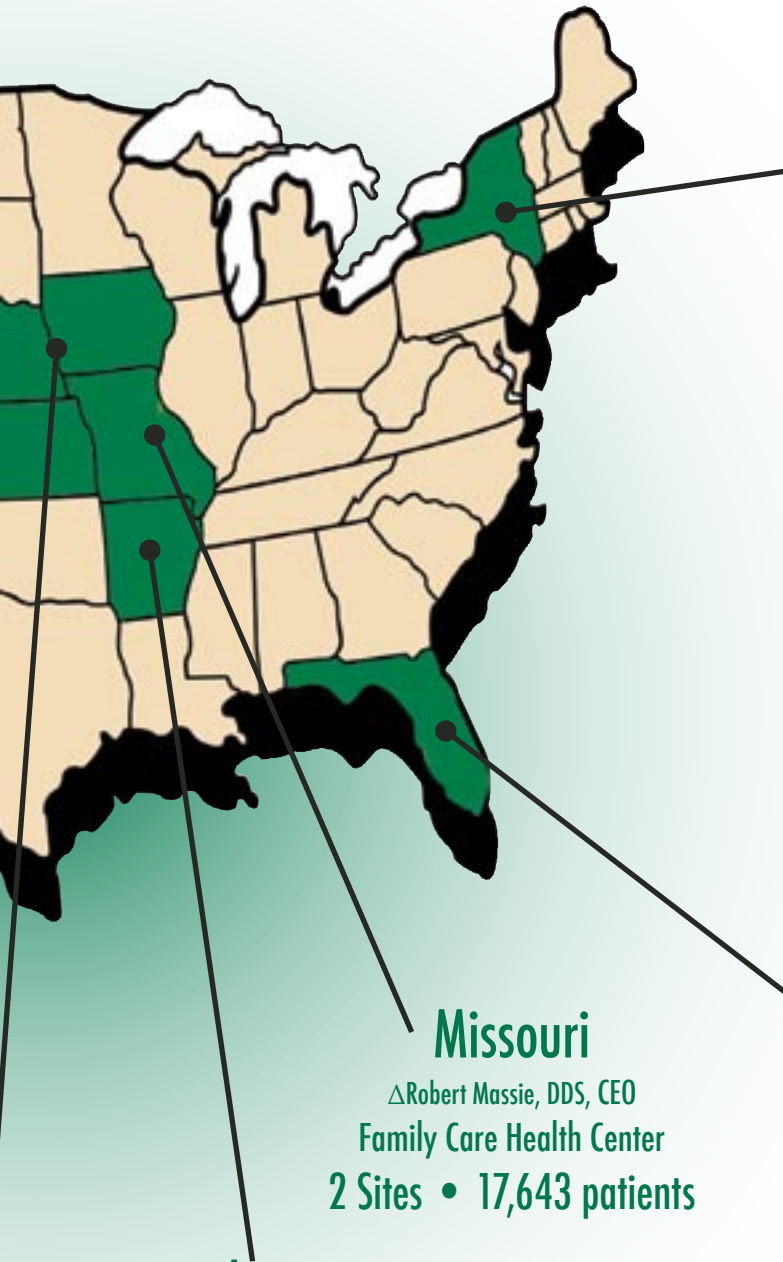 Missouri
∆Robert Massie, DDS, CEO
Family Care Health Center
2 Sites • 17,643 patients